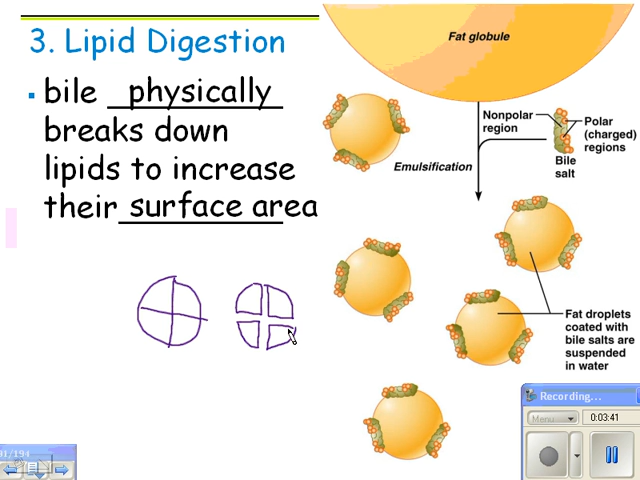 3. Lipid Digestion
bile physically
breaks down
lipids to increase
their surface area
Fat globule
Nonpolar
region
Polar
(charged)
regions
Bile
salt
Emulsification
Fat droplets
coated with
bile salts are
suspended
in water
Recording...
Menu
0:03:41
91/194